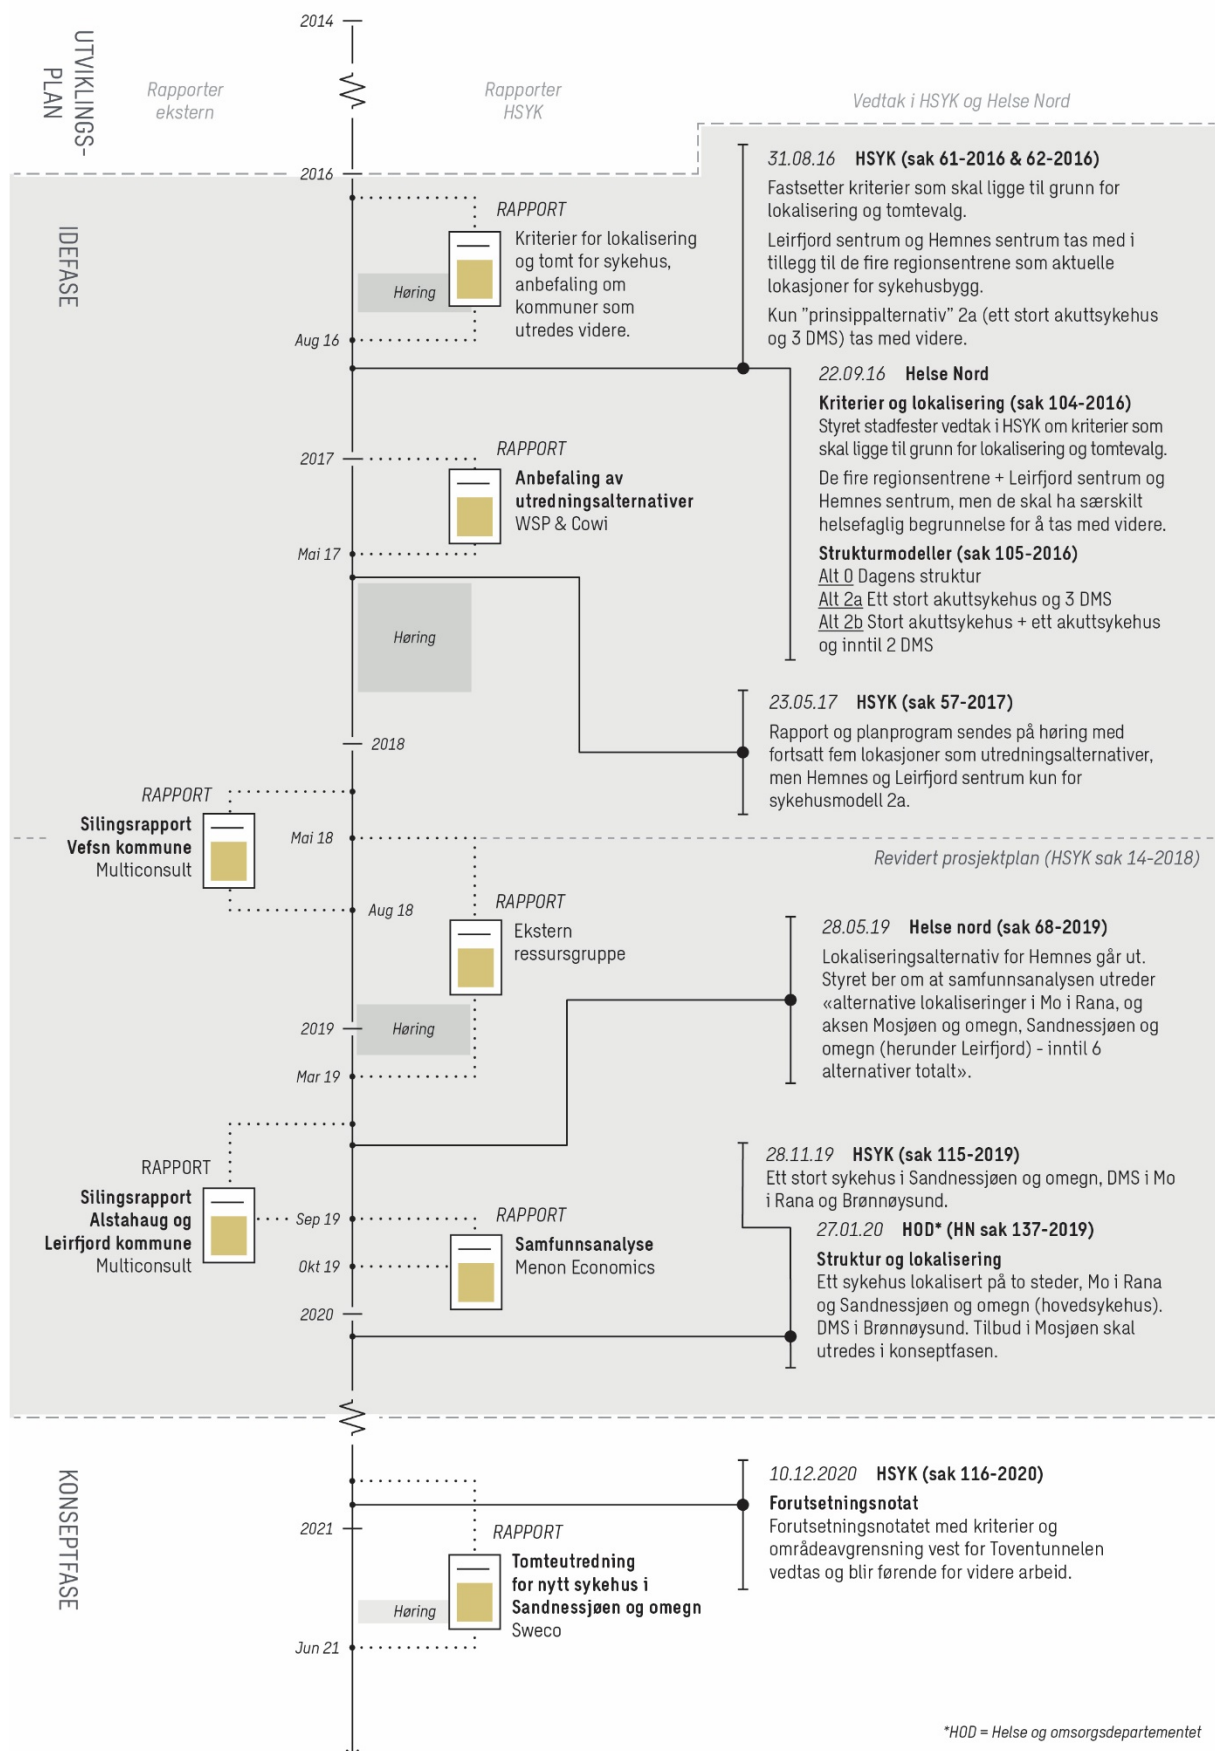 2014
UTVIKLINGS-
PLAN
Rapporter
ekstern
Rapporter
HSYK
Vedtak i HSYK og Helse Nord
2016
IDEFASE
31.08.16 HSYK (sak 61-2016 & 62-2016)
Fastsetter kriterier som skal ligge til grunn for
lokalisering og tomtevalg.
Leirfjord sentrum og Hemnes sentrum tas med i
tillegg til de fire regionsentrene som aktuelle
lokasjoner for sykehusbygg.
Kun "prinsippalternativ" 2a (ett stort akuttsykehus
og 3 DMS) tas med videre.
RAPPORT
Kriterier for lokalisering
og tomt for sykehus,
anbefaling om
kommuner som
utredes videre.
Høring
Aug 16
22.09.16 Helse Nord
Kriterier og lokalisering (sak 104-2016)
Styret stadfester vedtak i HSYK om kriterier som
skal ligge til grunn for lokalisering og tomtevalg.
De fire regionsentrene + Leirfjord sentrum og
Hemnes sentrum, men de skal ha særskilt
helsefaglig begrunnelse for å tas med videre.
Strukturmodeller (sak 105-2016)
Alt 0 Dagens struktur
Alt 2a Ett stort akuttsykehus og 3 DMS
Alt 2b Stort akuttsykehus + ett akuttsykehus
og inntil 2 DMS
2017
RAPPORT
Anbefaling av
utredningsalternativer
WSP & Cowi
Mai 17
Høring
23.05.17 HSYK (sak 57-2017)
Rapport og planprogram sendes på høring med
fortsatt fem lokasjoner som utredningsalternativer,
men Hemnes og Leirfjord sentrum kun for
sykehusmodell 2a.
2018
RAPPORT
Silingsrapport
Vefsn kommune
Multiconsult
Mai 18
Aug 18
Revidert prosjektplan (HSYK sak 14-2018)
RAPPORT
Ekstern
ressursgruppe
28.05.19 Helse nord (sak 68-2019)
Lokaliseringsalternativ for Hemnes går ut.
Styret ber om at samfunnsanalysen utreder
«alternative lokaliseringer i Mo i Rana, og
aksen Mosjøen og omegn, Sandnessjøen og
omegn (herunder Leirfjord) - inntil 6
alternativer totalt».
2019
Høring
Mar 19
28.11.19 HSYK (sak 115-2019)
Ett stort sykehus i Sandnessjøen og omegn, DMS i Mo
i Rana og Brønnøysund.
RAPPORT
Silingsrapport
Alstahaug og
Leirfjord kommune
Multiconsult
Sep 19
RAPPORT
Samfunnsanalyse
Menon Economics
Okt 19
27.01.20 HOD* (HN sak 137-2019)
Struktur og lokalisering
Ett sykehus lokalisert på to steder, Mo i Rana
og Sandnessjøen og omegn (hovedsykehus).
DMS i Brønnøysund. Tilbud i Mosjøen skal
utredes i konseptfasen.
2020
KONSEPTFASE
10.12.2020 HSYK (sak 116-2020)
Forutsetningsnotat
Forutsetningsnotatet med kriterier og
områdeavgrensning vest for Toventunnelen
vedtas og blir førende for videre arbeid.
2021
RAPPORT
Tomteutredning
for nytt sykehus i
Sandnessjøen og omegn
Sweco
Høring
Jun 21
*HOD = Helse og omsorgsdepartementet